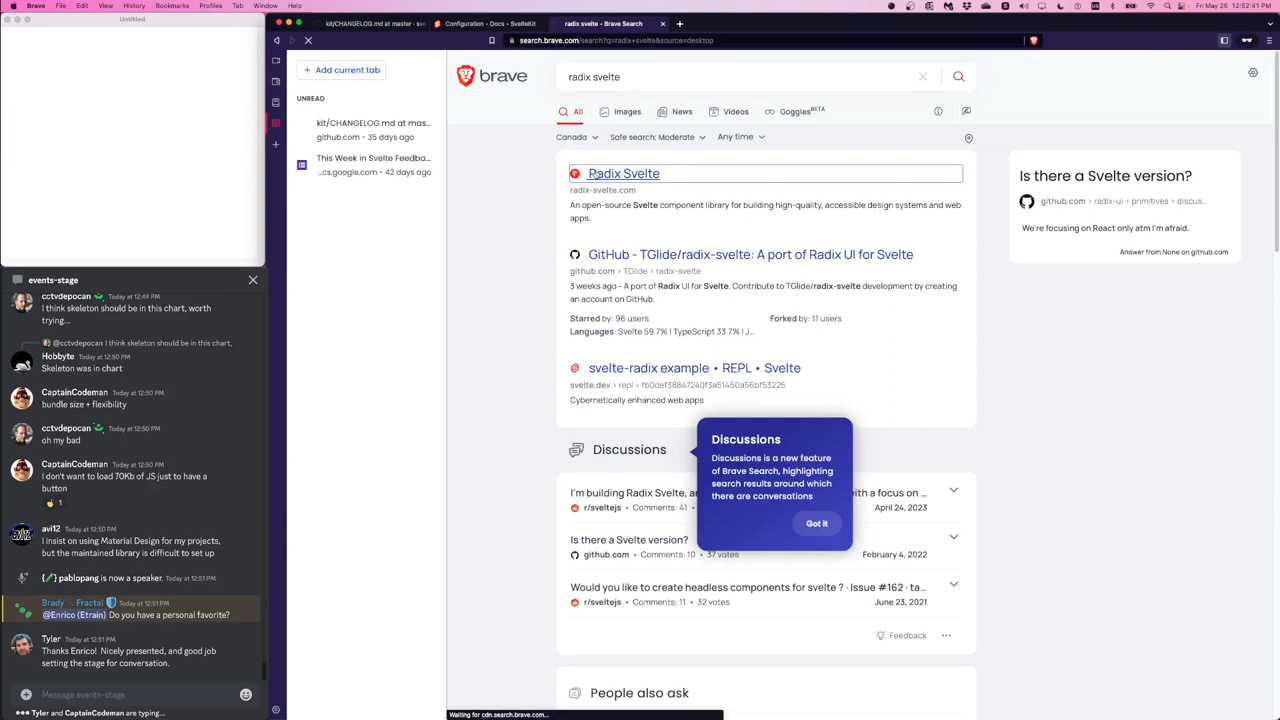 Brave File Edit View History Bookmarks Profiles Tab Window Help
Fri May 26 12:52:41 PM
Untitled
kit/CHANGELOG.md at master · sve
Configuration • Docs • SvelteKit
radix svelte - Brave Search
search.brave.com/search?q=radix+svelte&source=desktop
Add current tab
UNREAD
kit/CHANGELOG.md at mas...
github.com - 35 days ago
This Week in Svelte Feedba...
...cs.google.com - 42 days ago
brave
radix svelte
All
Images
News
Videos
Goggles BETA
Canada
Safe search: Moderate
Any time
Radix Svelte
radix-svelte.com
An open-source Svelte component library for building high-quality, accessible design systems and web
apps.
GitHub - TGlide/radix-svelte: A port of Radix UI for Svelte
github.com › TGlide › radix-svelte
3 weeks ago - A port of Radix UI for Svelte. Contribute to TGlide/radix-svelte development by creating
an account on GitHub.
Starred by: 96 users
Forked by: 11 users
Languages: Svelte 59.7% | TypeScript 33.7% | J...
svelte-radix example • REPL • Svelte
svelte.dev › repl › fb0def38847240f3a51460a56bf53225
Cybernetically enhanced web apps
Discussions
I'm building Radix Svelte, a
with a focus on ...
r/sveltejs • Comments: 41 •
April 24, 2023
Is there a Svelte version?
github.com • Comments: 10 • 37 votes
February 4, 2022
Would you like to create headless components for svelte ? · Issue #162 · ta...
r/sveltejs • Comments: 11 • 32 votes
June 23, 2021
Feedback
People also ask
Discussions
Discussions is a new feature
of Brave Search, highlighting
search results around which
there are conversations
Got it
Is there a Svelte version?
github.com › radix-ui › primitives › discus...
We're focusing on React only atm I'm afraid.
Answer from None on github.com
Waiting for cdn.search.brave.com...
events-stage
cctvdepocan Today at 12:49 PM
I think skeleton should be in this chart, worth
trying...
@cctvdepocan I think skeleton should be in this chart,
Hobbyte Today at 12:50 PM
Skeleton was in chart
CaptainCodeman Today at 12:50 PM
bundle size + flexibility
cctvdepocan Today at 12:50 PM
oh my bad
CaptainCodeman Today at 12:50 PM
I don't want to load 70Kb of JS just to have a
button
1
avi12 Today at 12:50 PM
I insist on using Material Design for my projects,
but the maintained library is difficult to set up
{/} pablopang is now a speaker. Today at 12:51 PM
Brady Fractal Today at 12:51 PM
@Enrico (Etrain) Do you have a personal favorite?
Tyler Today at 12:51 PM
Thanks Enrico! Nicely presented, and good job
setting the stage for conversation.
Message events-stage
Tyler and CaptainCodeman are typing...